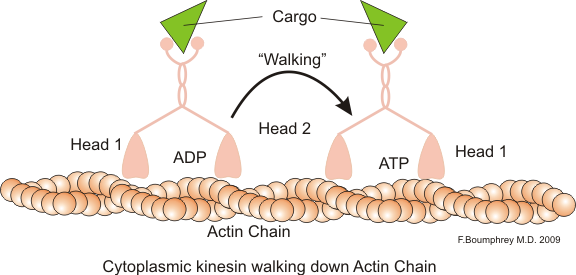 Cargo
“Walking”
Head 1
ADP
Head 2
ATP
Head 1
Actin Chain
F.Boumphrey M.D. 2009
Cytoplasmic kinesin walking down Actin Chain